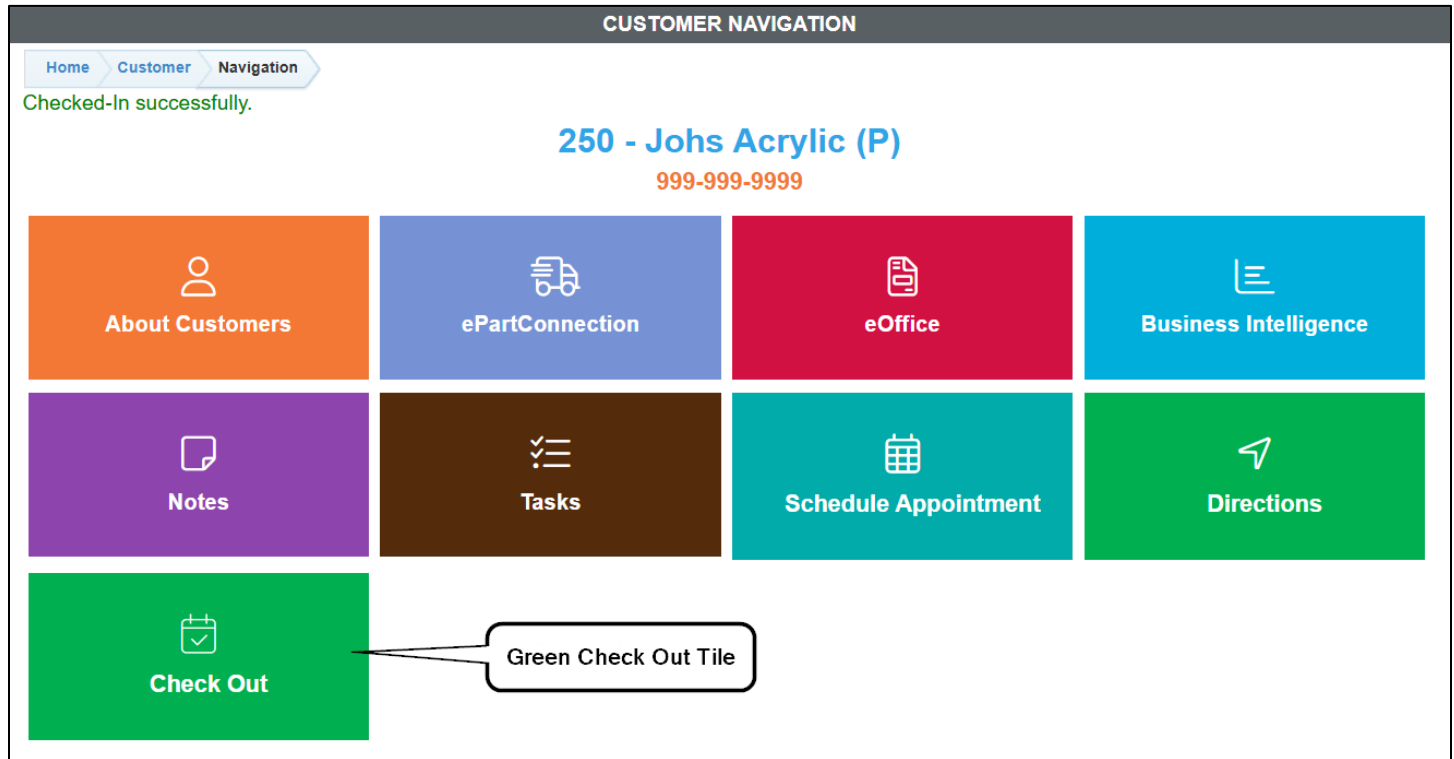 CUSTOMER NAVIGATION
Home Customer Navigation
Checked-In successfully.
250 - Johs Acrylic (P)
999-999-9999
About Customers
ePartConnection
eOffice
Business Intelligence
Notes
Tasks
Schedule Appointment
Directions
Check Out
Green Check Out Tile